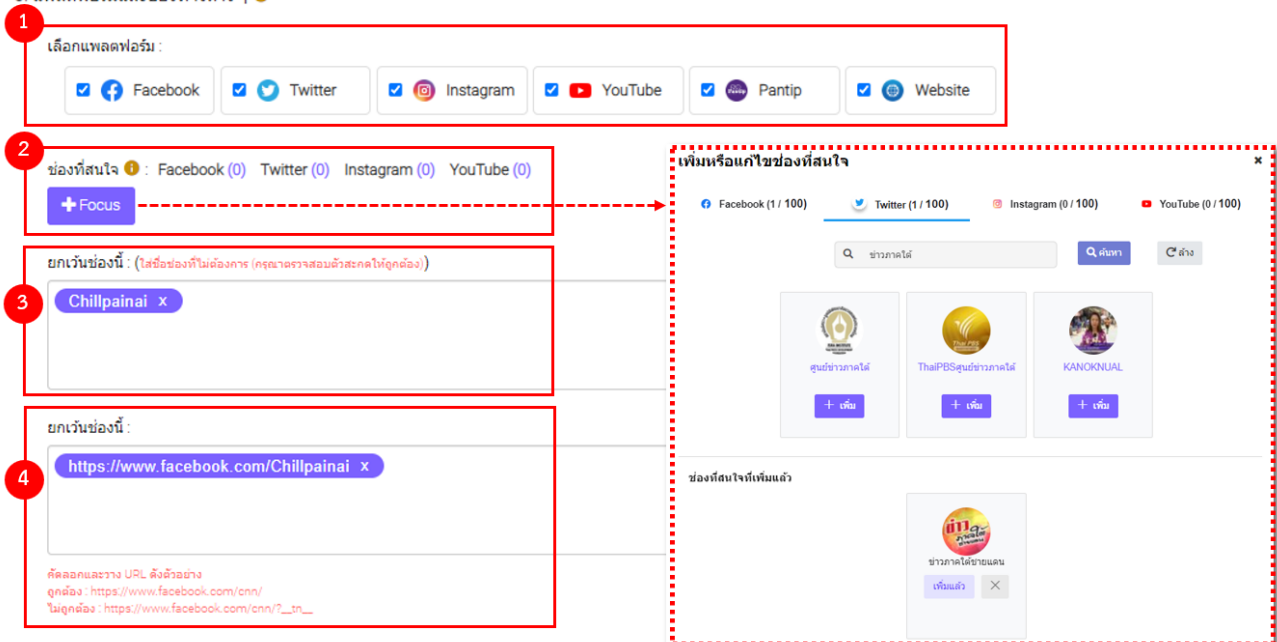 1
เลือกแพลตฟอร์ม :
Facebook Twitter Instagram YouTube Pantip Website
2
ช่องที่สนใจ : Facebook (0) Twitter (0) Instagram (0) YouTube (0)
+ Focus
3
ยกเว้นช่องนี้ : (ใส่ชื่อช่องที่ไม่ต้องการ (กรุณาตรวจสอบตัวสะกดให้ถูกต้อง))
Chillpainai x
4
ยกเว้นช่องนี้ :
https://www.facebook.com/Chillpainai x
คัดลอกและวาง URL ดังตัวอย่าง
ถูกต้อง : https://www.facebook.com/cnn/
ไม่ถูกต้อง : https://www.facebook.com/cnn/?__tn__
เพิ่มหรือแก้ไขช่องที่สนใจ ×
Facebook (1 / 100) Twitter (1 / 100) Instagram (0 / 100) YouTube (0 / 100)
ข่าวภาคใต้ ค้นหา ล้าง
Thai PBS
ศูนย์ข่าวภาคใต้ ThaiPBSศูนย์ข่าวภาคใต้ KANOKNUAL
+ เพิ่ม + เพิ่ม + เพิ่ม
ช่องที่สนใจที่เพิ่มแล้ว
ข่าว
ข่าวภาคใต้ชายแดน
เพิ่มแล้ว ×